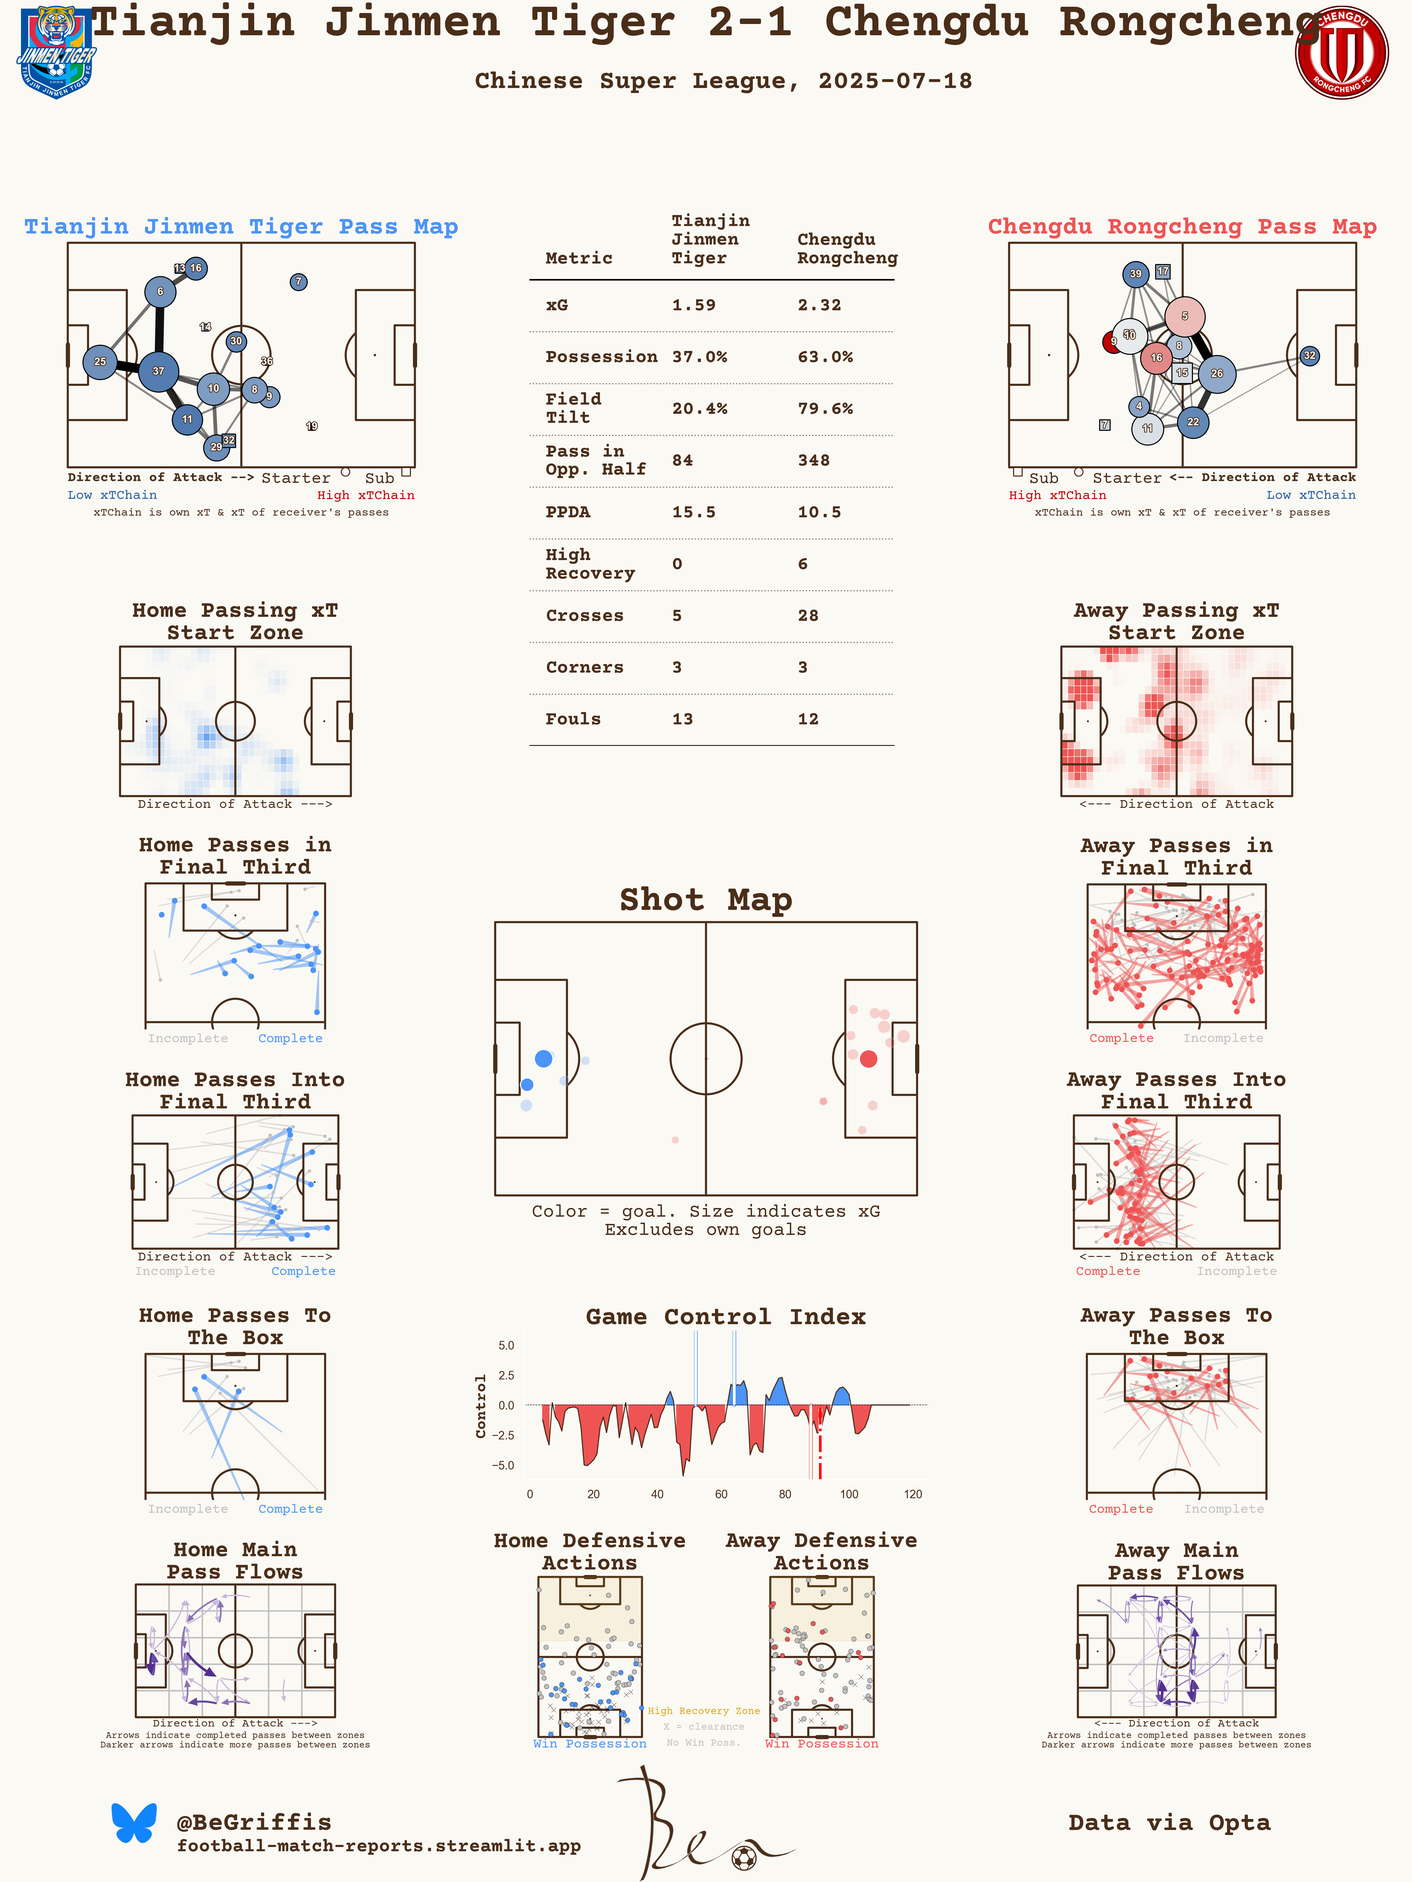 Tianjin Jinmen Tiger 2-1 Chengdu Rongcheng
Chinese Super League, 2025-07-18
JINMEN TIGER
TIANJIN JINMEN TIGER FC
CHENGDU
RONGCHENG FC
Tianjin Jinmen Tiger Pass Map
13 16
6
7
14
30
25
36
37
10
8
9
11
19
29
32
Direction of Attack --> Starter Sub
Low xTChain High xTChain
xTChain is own xT & xT of receiver's passes
Metric Tianjin Jinmen Tiger Chengdu Rongcheng
xG 1.59 2.32
Possession 37.0% 63.0%
Field Tilt 20.4% 79.6%
Pass in Opp. Half 84 348
PPDA 15.5 10.5
High Recovery 0 6
Crosses 5 28
Corners 3 3
Fouls 13 12
Chengdu Rongcheng Pass Map
39
17
5
10
9
8
32
16
15
26
4
7
11
22
Sub Starter <-- Direction of Attack
High xTChain Low xTChain
xTChain is own xT & xT of receiver's passes
Home Passing xT
Start Zone
Direction of Attack --->
Away Passing xT
Start Zone
<--- Direction of Attack
Home Passes in
Final Third
Incomplete Complete
Away Passes in
Final Third
Complete Incomplete
Shot Map
Color = goal. Size indicates xG
Excludes own goals
Home Passes Into
Final Third
Direction of Attack --->
Incomplete Complete
Away Passes Into
Final Third
<--- Direction of Attack
Complete Incomplete
Home Passes To
The Box
Incomplete Complete
Game Control Index
Control
5.0
2.5
0.0
−2.5
−5.0
0 20 40 60 80 100 120
Away Passes To
The Box
Complete Incomplete
Home Main
Pass Flows
Direction of Attack --->
Arrows indicate completed passes between zones
Darker arrows indicate more passes between zones
Home Defensive
Actions
Win Possession
High Recovery Zone
X = clearance
No Win Poss.
Away Defensive
Actions
Win Possession
Away Main
Pass Flows
<--- Direction of Attack
Arrows indicate completed passes between zones
Darker arrows indicate more passes between zones
@BeGriffis
football-match-reports.streamlit.app
Ben
Data via Opta